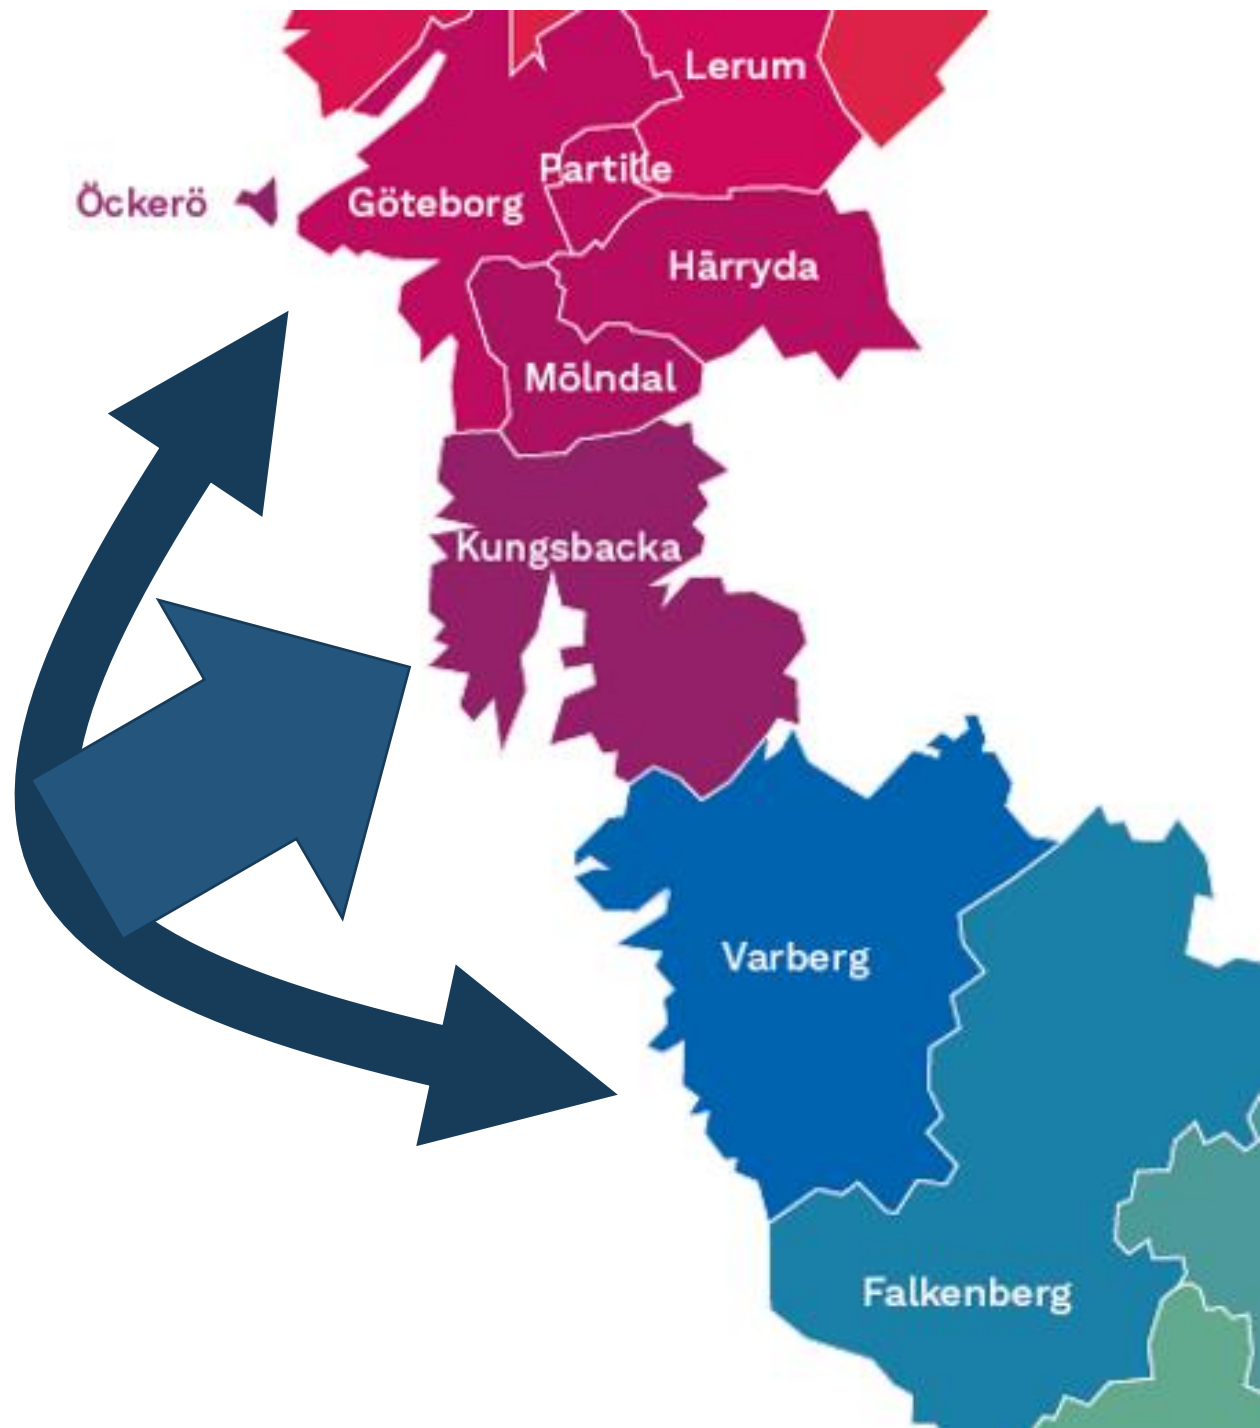 Lerum
Partille
Öckerö
Göteborg
Härryda
Mölndal
Kungsbacka
Varberg
Falkenberg